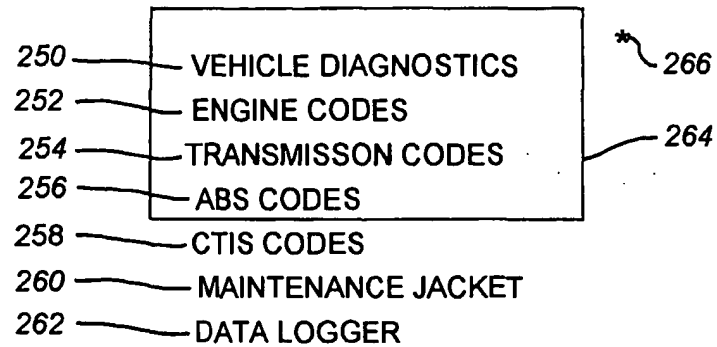 250 VEHICLE DIAGNOSTICS * 266
252 ENGINE CODES
254 TRANSMISSON CODES 264
256 ABS CODES
258 CTIS CODES
260 MAINTENANCE JACKET
262 DATA LOGGER